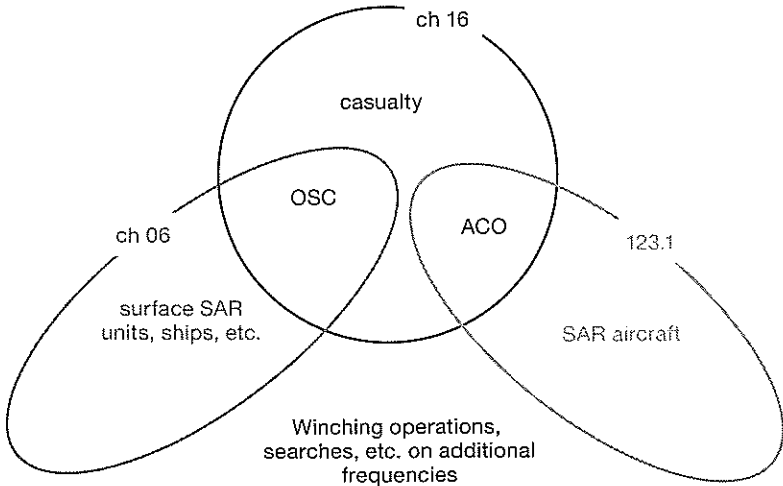 ch 16
casualty
OSC
ACO
ch 06
123.1
surface SAR
units, ships, etc.
SAR aircraft
Winching operations,
searches, etc. on additional
frequencies